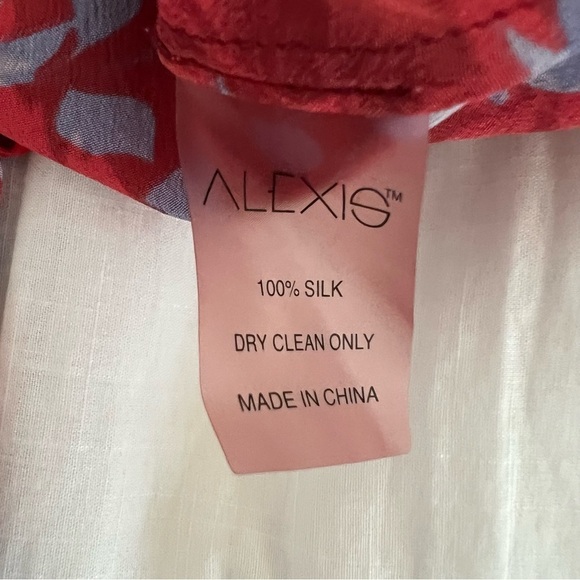 ALEXIS™
100% SILK
DRY CLEAN ONLY
MADE IN CHINA